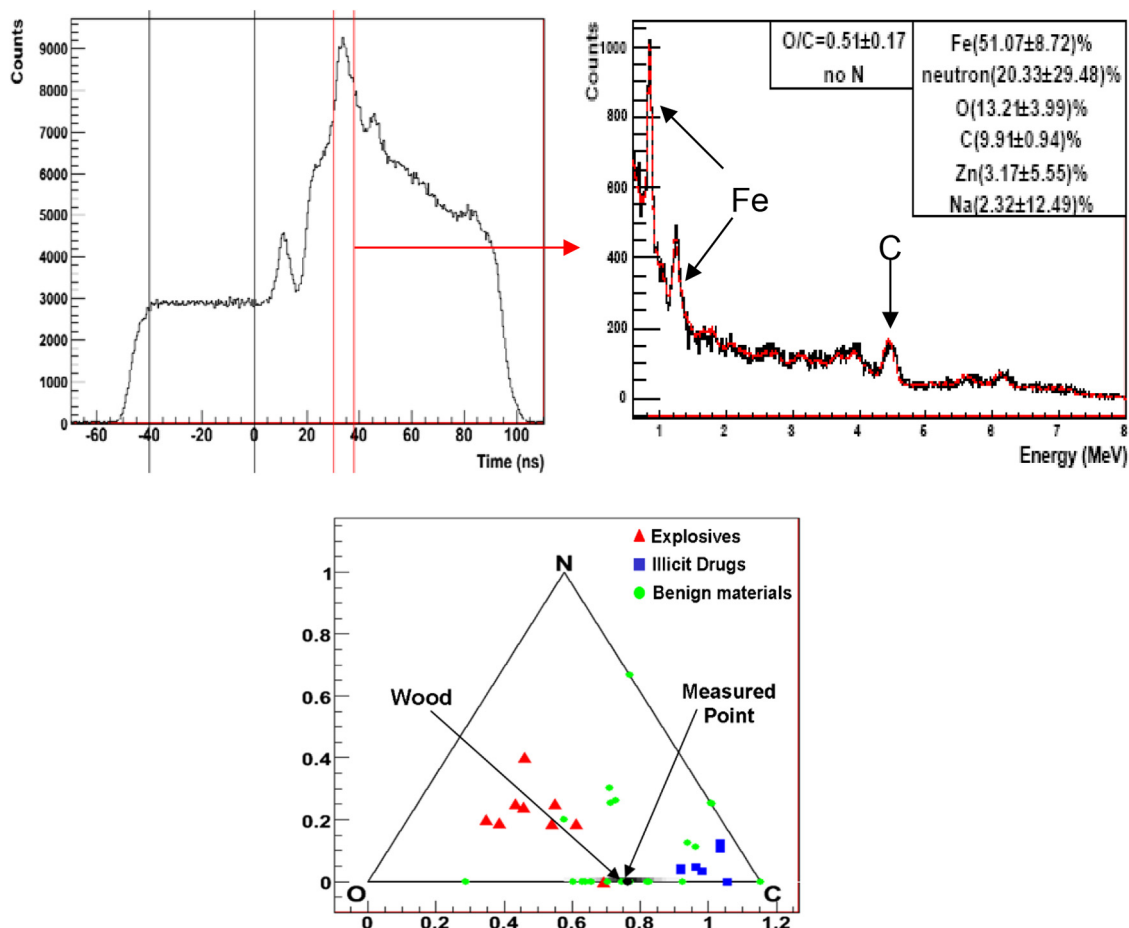 Counts
9000
8000
7000
6000
5000
4000
3000
2000
1000
0
-60 -40 -20 0 20 40 60 80 100
Time (ns)
Counts
1000
800
600
400
200
0
1 2 3 4 5 6 7 8
Energy (MeV)
O/C=0.51±0.17
no N
Fe(51.07±8.72)%
neutron(20.33±29.48)%
O(13.21±3.99)%
C(9.91±0.94)%
Zn(3.17±5.55)%
Na(2.32±12.49)%
Fe
C
Explosives
Illicit Drugs
Benign materials
N
Wood
Measured
Point
O
C
1
0.8
0.6
0.4
0.2
0
0 0.2 0.4 0.6 0.8 1 1.2